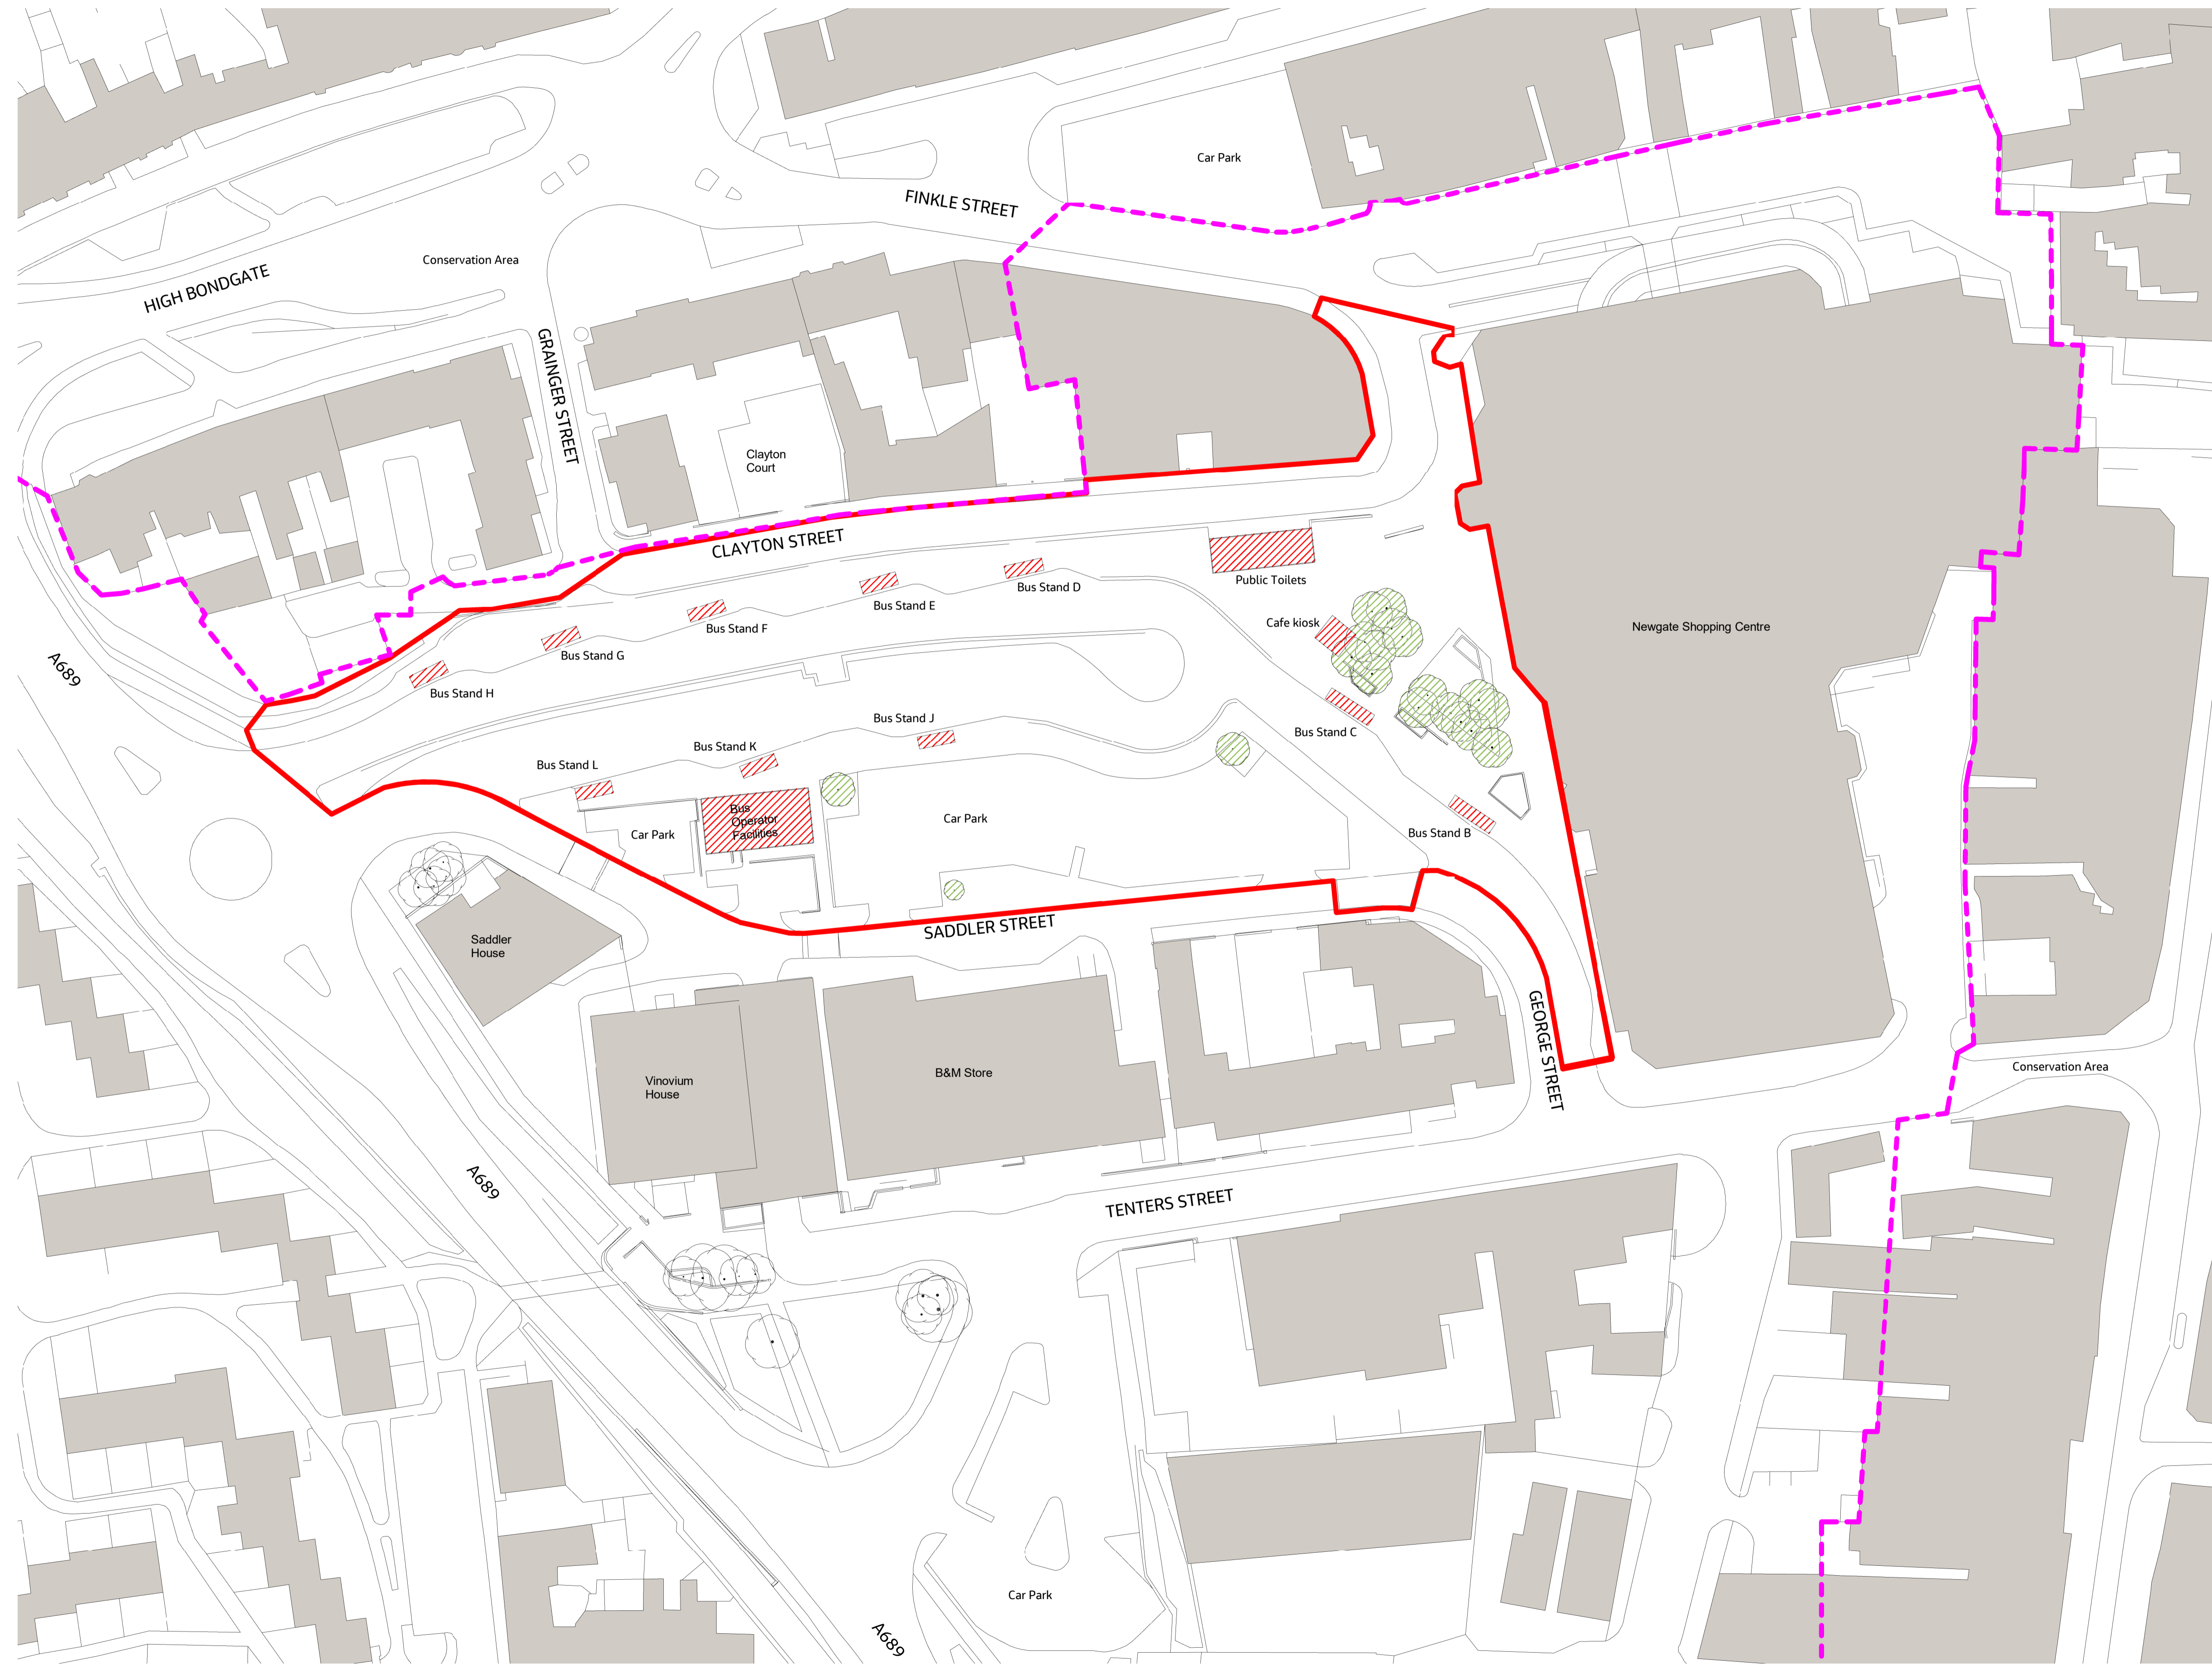 Car Park
FINKLE STREET
Conservation Area
HIGH BONDGATE
GRAINGER STREET
Clayton
Court
CLAYTON STREET
Public Toilets
Bus Stand D
Bus Stand E
Bus Stand F
Bus Stand G
Bus Stand H
Cafe kiosk
Newgate Shopping Centre
A689
Bus Stand J
Bus Stand C
Bus Stand K
Bus Stand L
Bus
Operator
Facilities
Car Park
Car Park
Bus Stand B
SADDLER STREET
Saddler
House
GEORGE STREET
Vinovium
House
B&M Store
Conservation Area
A689
TENTERS STREET
Car Park
A689